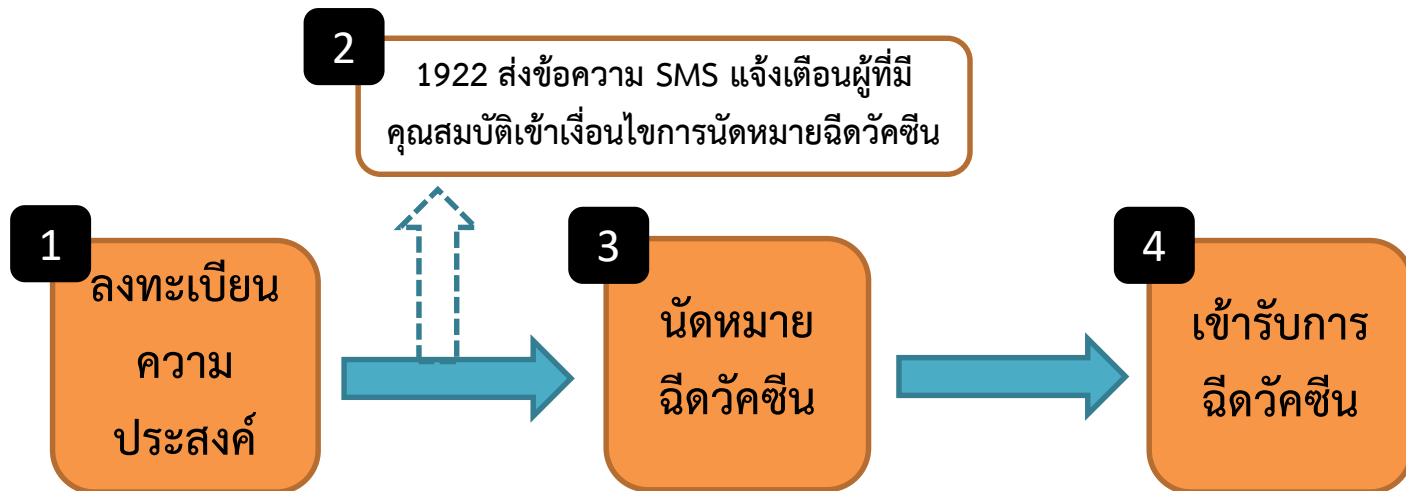 1
ลงทะเบียน
ความ
ประสงค์
2
1922 ส่งข้อความ SMS แจ้งเตือนผู้ที่มี
คุณสมบัติเข้าเงื่อนไขการนัดหมายฉีดวัคซีน
3
นัดหมาย
ฉีดวัคซีน
4
เข้ารับการ
ฉีดวัคซีน